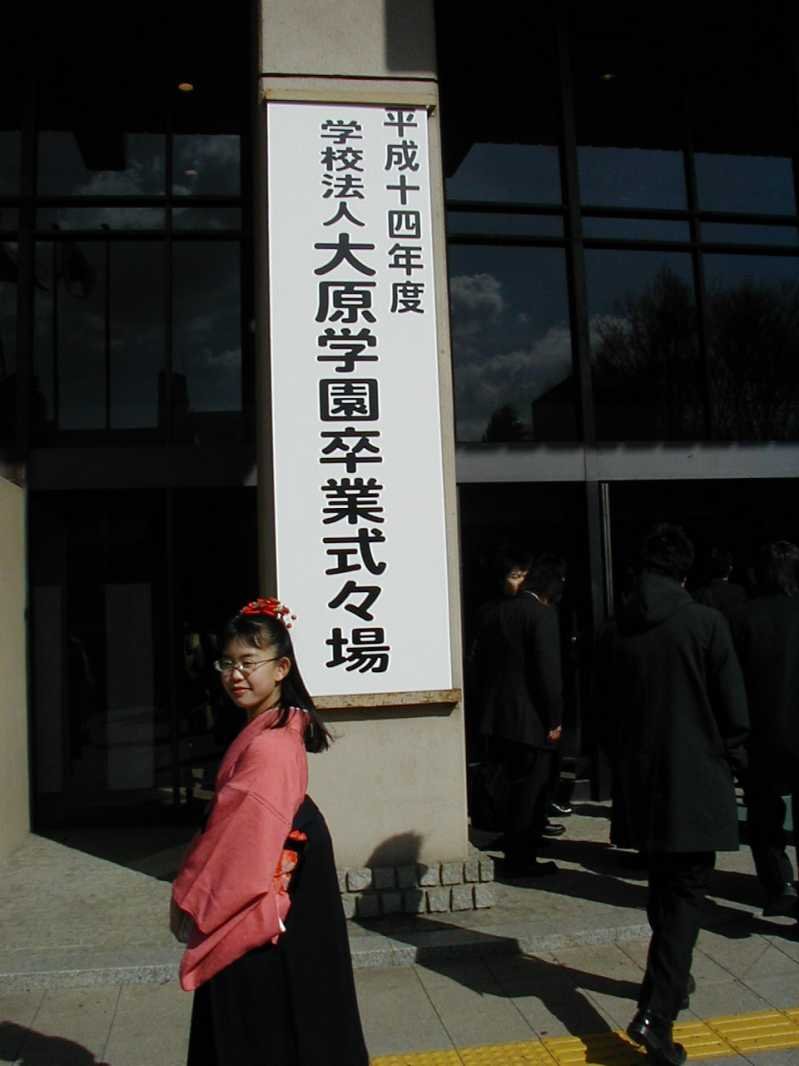 平成十四年度
学校法人大原学園卒業式々場